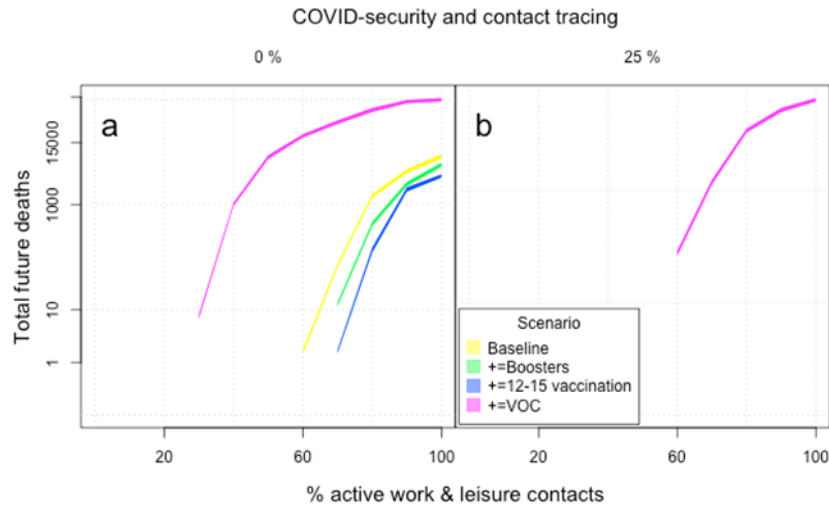 COVID-security and contact tracing
0 %
25 %
a
b
15000
1000
10
1
Total future deaths
Scenario
Baseline
+=Boosters
+=12-15 vaccination
+=VOC
20
60
100
20
60
100
% active work & leisure contacts